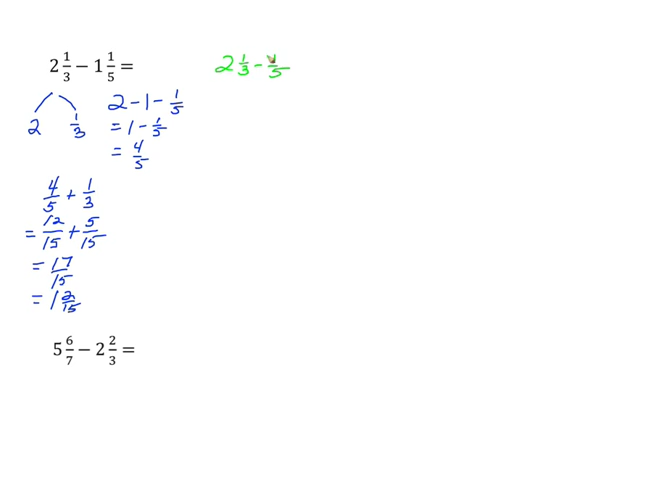 2 1/3 − 1 1/5 =
2 1/3 − 1/5
2 1/3
2 − 1 − 1/5
= 1 − 1/5
= 4/5
4/5 + 1/3
= 12/15 + 5/15
= 17/15
= 1 2/15
5 6/7 − 2 2/3 =